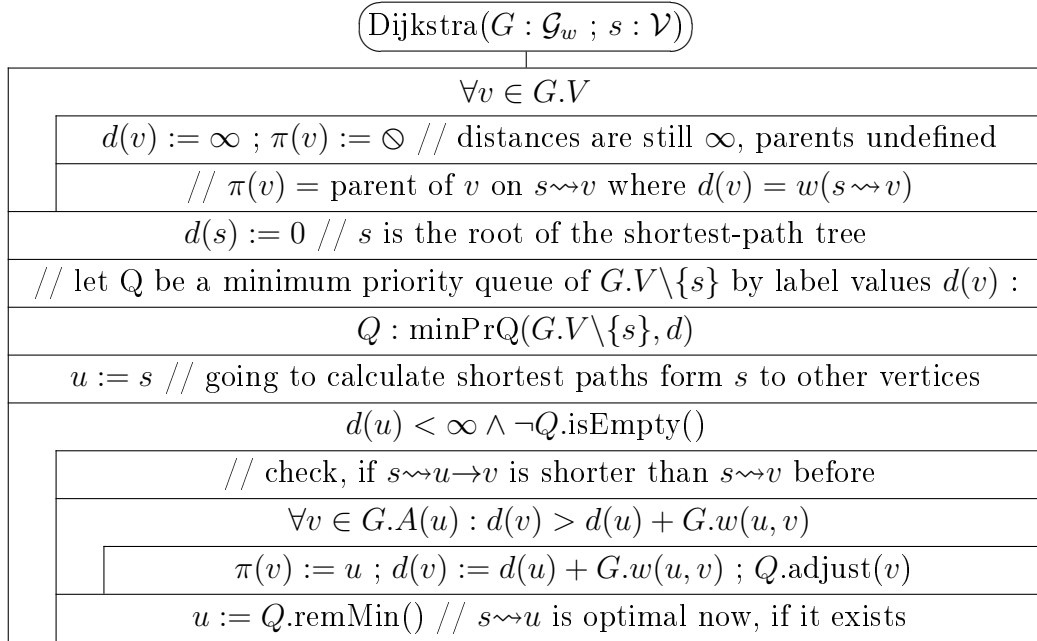 Dijkstra(G : 𝒢_w ; s : 𝒱)
∀v ∈ G.V
d(v) := ∞ ; π(v) := ⦸ // distances are still ∞, parents undefined
// π(v) = parent of v on s⇝v where d(v) = w(s⇝v)
d(s) := 0 // s is the root of the shortest-path tree
// let Q be a minimum priority queue of G.V\{s} by label values d(v) :
Q : minPrQ(G.V\{s}, d)
u := s // going to calculate shortest paths form s to other vertices
d(u) < ∞ ∧ ¬Q.isEmpty()
// check, if s⇝u→v is shorter than s⇝v before
∀v ∈ G.A(u) : d(v) > d(u) + G.w(u, v)
π(v) := u ; d(v) := d(u) + G.w(u, v) ; Q.adjust(v)
u := Q.remMin() // s⇝u is optimal now, if it exists